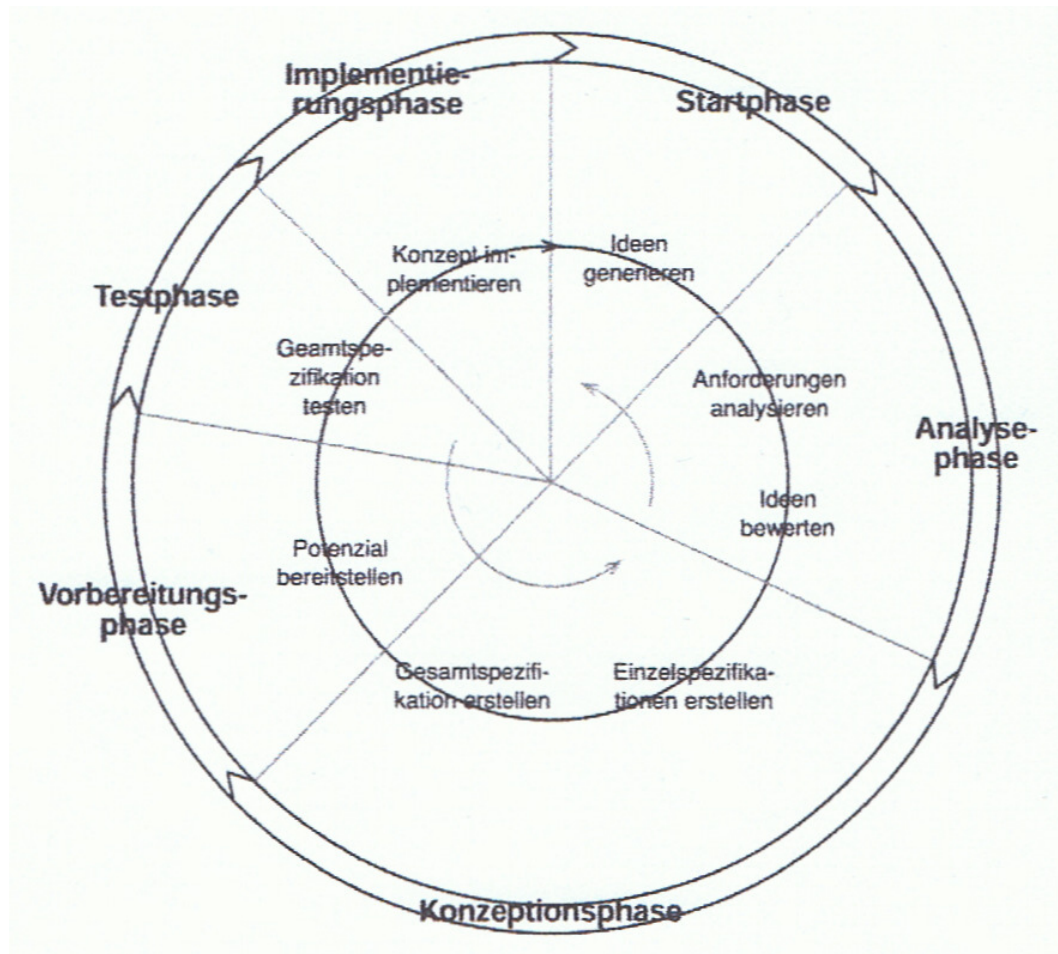 Implementie-
rungsphase
Startphase
Konzept im-
plementieren
Ideen
generieren
Testphase
Geamtspe-
zifikation
testen
Anforderungen
analysieren
Analyse-
phase
Ideen
bewerten
Potenzial
bereitstellen
Vorbereitungs-
phase
Gesamtspezifi-
kation erstellen
Einzelspezifika-
tionen erstellen
Konzeptionsphase